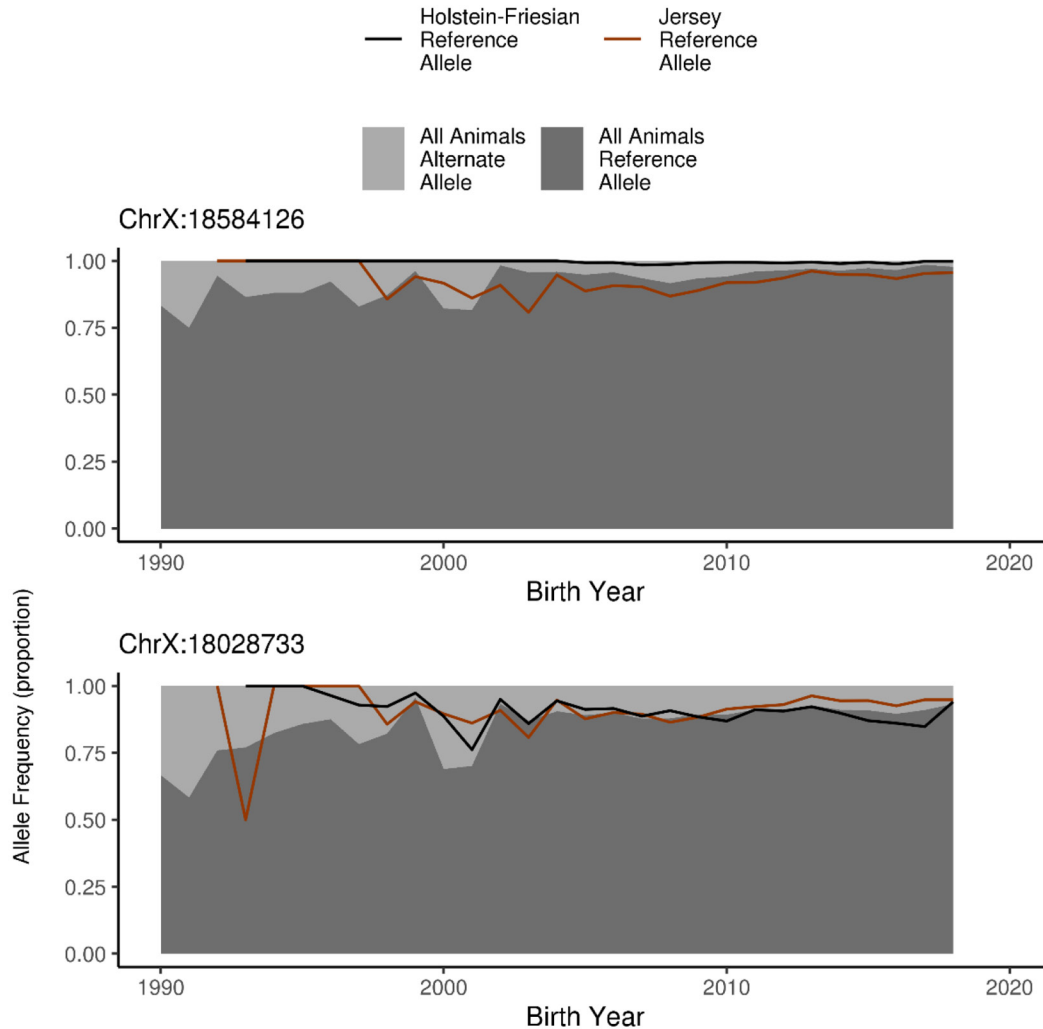 Holstein-Friesian
Reference
Allele
Jersey
Reference
Allele
All Animals
Alternate
Allele
All Animals
Reference
Allele
ChrX:18584126
1.00
0.75
0.50
0.25
0.00
1990 2000 2010 2020
Birth Year
Allele Frequency (proportion)
ChrX:18028733
1.00
0.75
0.50
0.25
0.00
1990 2000 2010 2020
Birth Year